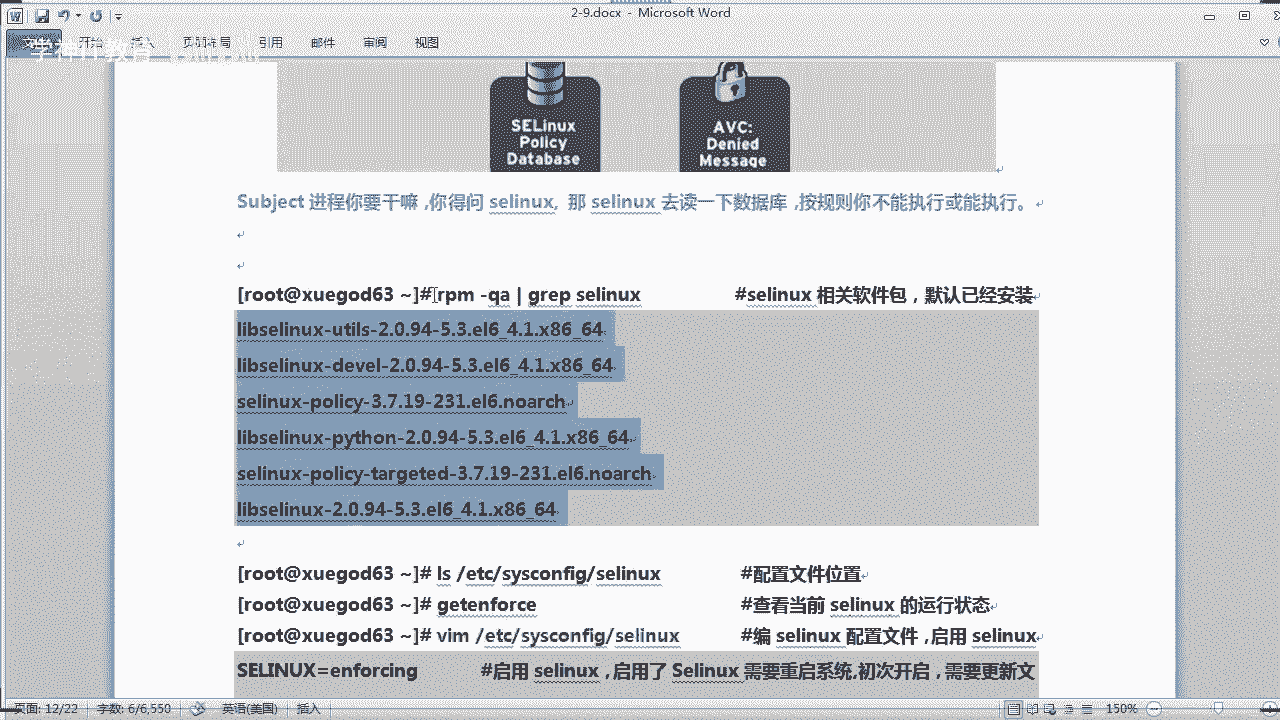 2-9.docx - Microsoft Word
开始 插入 页面布局 引用 邮件 审阅 视图
学神IT教育
SELinux
Policy
Database
AVC:
Denied
Message
Subject 进程你要干嘛 ,你得问 selinux, 那 selinux 去读一下数据库 ,按规则你不能执行或能执行。
[root@xuegod63 ~]# rpm -qa | grep selinux #selinux 相关软件包，默认已经安装
libselinux-utils-2.0.94-5.3.el6_4.1.x86_64
libselinux-devel-2.0.94-5.3.el6_4.1.x86_64
selinux-policy-3.7.19-231.el6.noarch
libselinux-python-2.0.94-5.3.el6_4.1.x86_64
selinux-policy-targeted-3.7.19-231.el6.noarch
libselinux-2.0.94-5.3.el6_4.1.x86_64
[root@xuegod63 ~]# ls /etc/sysconfig/selinux #配置文件位置
[root@xuegod63 ~]# getenforce #查看当前 selinux 的运行状态
[root@xuegod63 ~]# vim /etc/sysconfig/selinux #编 selinux 配置文件 ,启用 selinux
SELINUX=enforcing #启用 selinux ,启用了 Selinux 需要重启系统,初次开启，需要更新文
页面: 12/22 字数: 6/6,550 英语(美国) 插入 150%